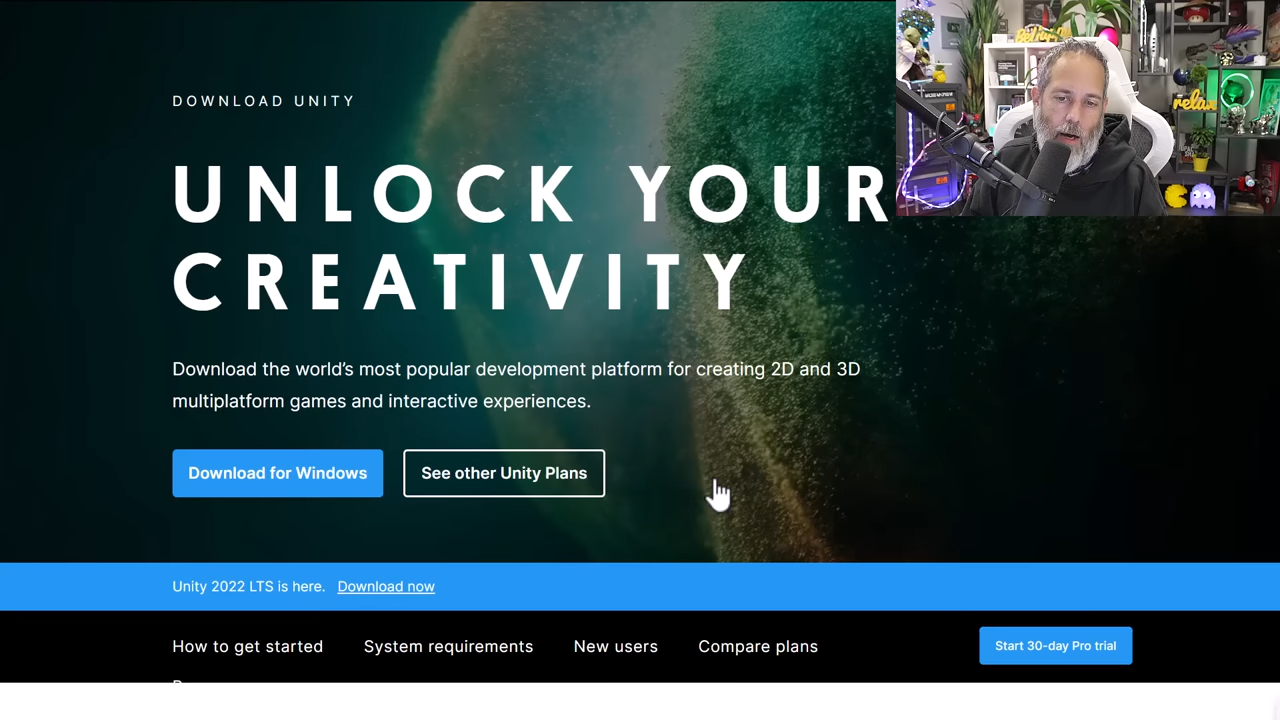 DOWNLOAD UNITY
UNLOCK YOUR
CREATIVITY
Download the world's most popular development platform for creating 2D and 3D
multiplatform games and interactive experiences.
Download for Windows
See other Unity Plans
Unity 2022 LTS is here. Download now
How to get started
System requirements
New users
Compare plans
Start 30-day Pro trial
relax